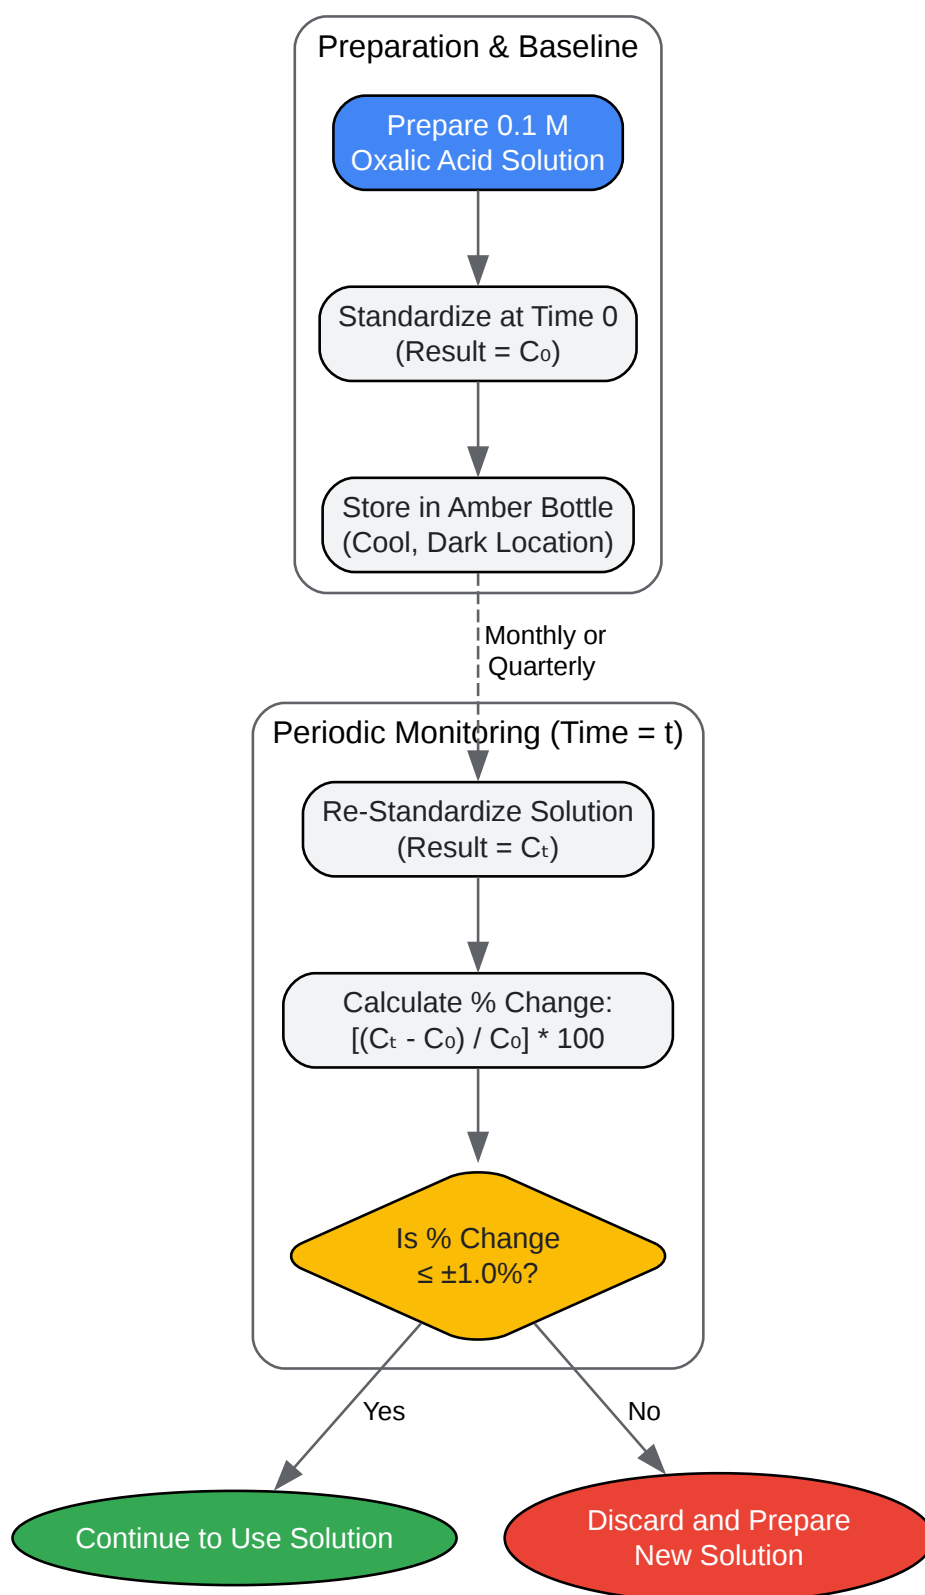 Preparation & Baseline
Prepare 0.1 M
Oxalic Acid Solution
Standardize at Time 0
(Result = C₀)
Store in Amber Bottle
(Cool, Dark Location)
Monthly or
Quarterly
Periodic Monitoring (Time = t)
Re-Standardize Solution
(Result = Cₜ)
Calculate % Change:
[(Cₜ - C₀) / C₀] * 100
Is % Change
≤ ±1.0%?
Yes
No
Continue to Use Solution
Discard and Prepare
New Solution